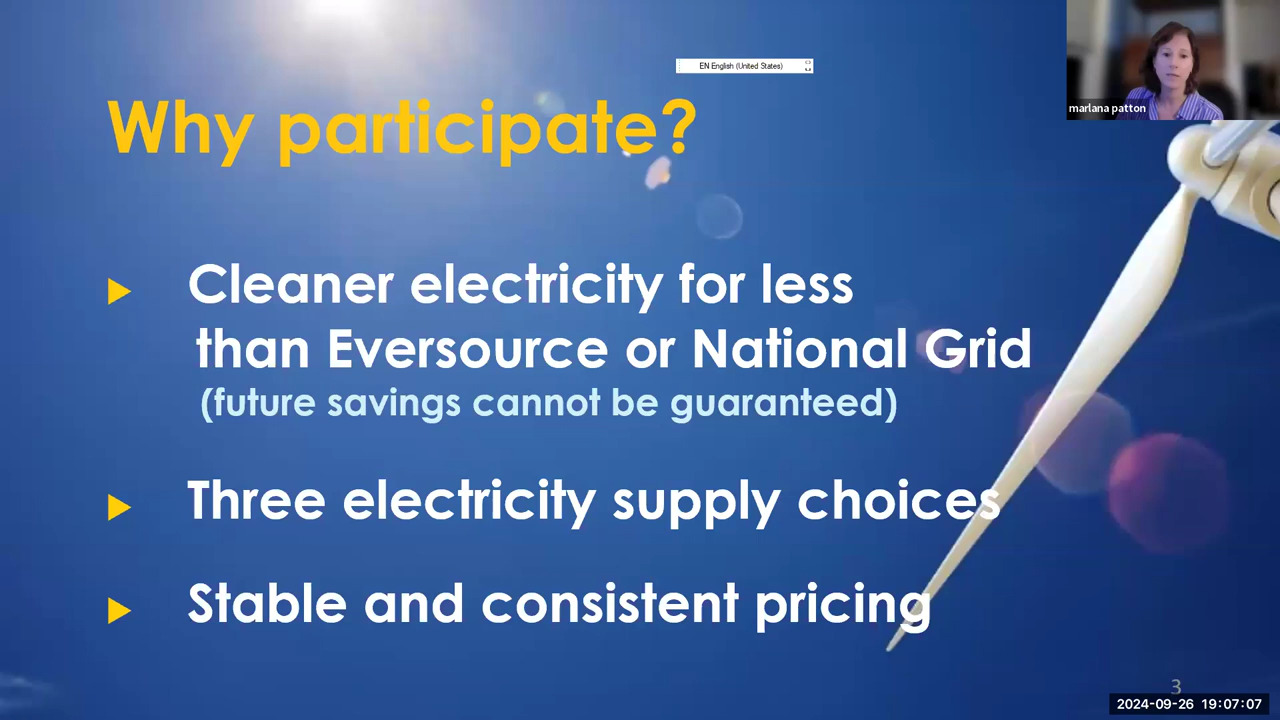 EN English (United States)
marlana patton
Why participate?
Cleaner electricity for less
than Eversource or National Grid
(future savings cannot be guaranteed)
Three electricity supply choices
Stable and consistent pricing
3
2024-09-26 19:07:07